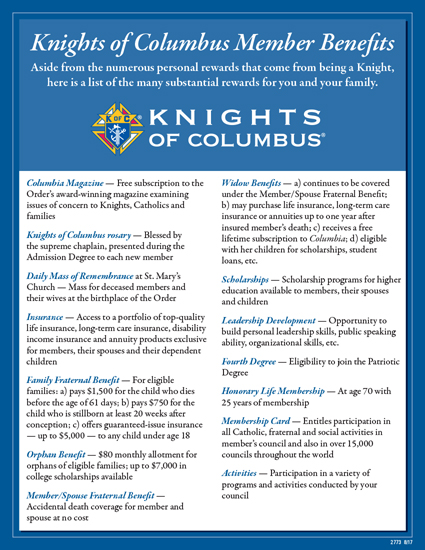 Knights of Columbus Member Benefits
Aside from the numerous personal rewards that come from being a Knight,
here is a list of the many substantial rewards for you and your family.
K OF C
KNIGHTS
OF COLUMBUS®
Columbia Magazine — Free subscription to the
Order's award-winning magazine examining
issues of concern to Knights, Catholics and
families
Knights of Columbus rosary — Blessed by
the supreme chaplain, presented during the
Admission Degree to each new member
Daily Mass of Remembrance at St. Mary's
Church — Mass for deceased members and
their wives at the birthplace of the Order
Insurance — Access to a portfolio of top-quality
life insurance, long-term care insurance, disability
income insurance and annuity products exclusive
for members, their spouses and their dependent
children
Family Fraternal Benefit — For eligible
families: a) pays $1,500 for the child who dies
before the age of 61 days; b) pays $750 for the
child who is stillborn at least 20 weeks after
conception; c) offers guaranteed-issue insurance
— up to $5,000 — to any child under age 18
Orphan Benefit — $80 monthly allotment for
orphans of eligible families; up to $7,000 in
college scholarships available
Member/Spouse Fraternal Benefit —
Accidental death coverage for member and
spouse at no cost
Widow Benefits — a) continues to be covered
under the Member/Spouse Fraternal Benefit;
b) may purchase life insurance, long-term care
insurance or annuities up to one year after
insured member's death; c) receives a free
lifetime subscription to Columbia; d) eligible
with her children for scholarships, student
loans, etc.
Scholarships — Scholarship programs for higher
education available to members, their spouses
and children
Leadership Development — Opportunity to
build personal leadership skills, public speaking
ability, organizational skills, etc.
Fourth Degree — Eligibility to join the Patriotic
Degree
Honorary Life Membership — At age 70 with
25 years of membership
Membership Card — Entitles participation in
all Catholic, fraternal and social activities in
member's council and also in over 15,000
councils throughout the world
Activities — Participation in a variety of
programs and activities conducted by your
council
2773 8/17